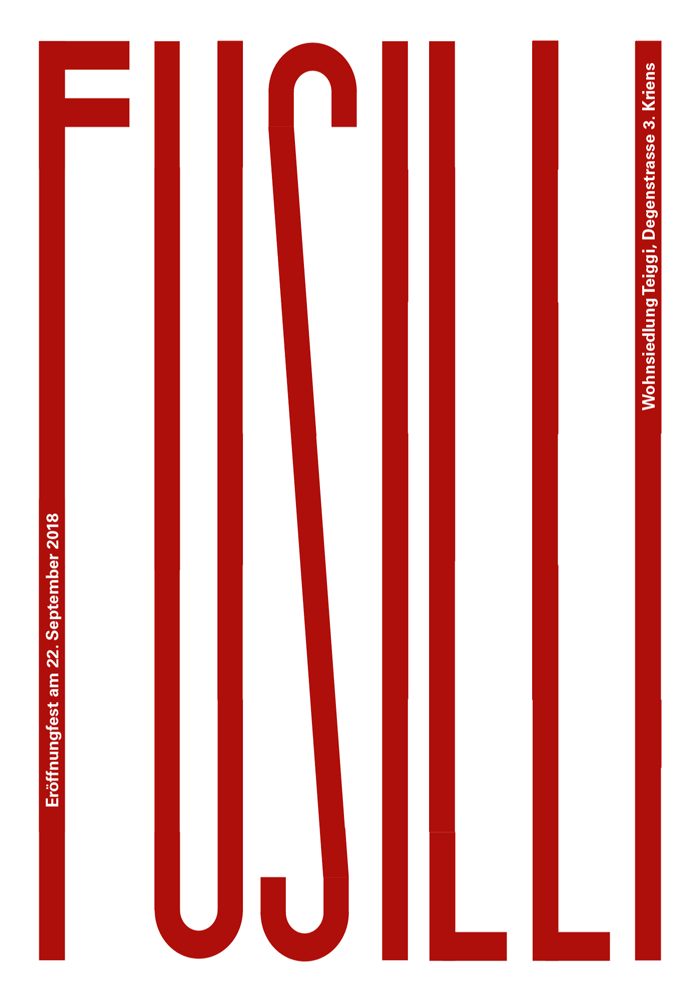 FUSILLI
Eröffnungfest am 22. September 2018
Wohnsiedlung Teiggi, Degenstrasse 3. Kriens